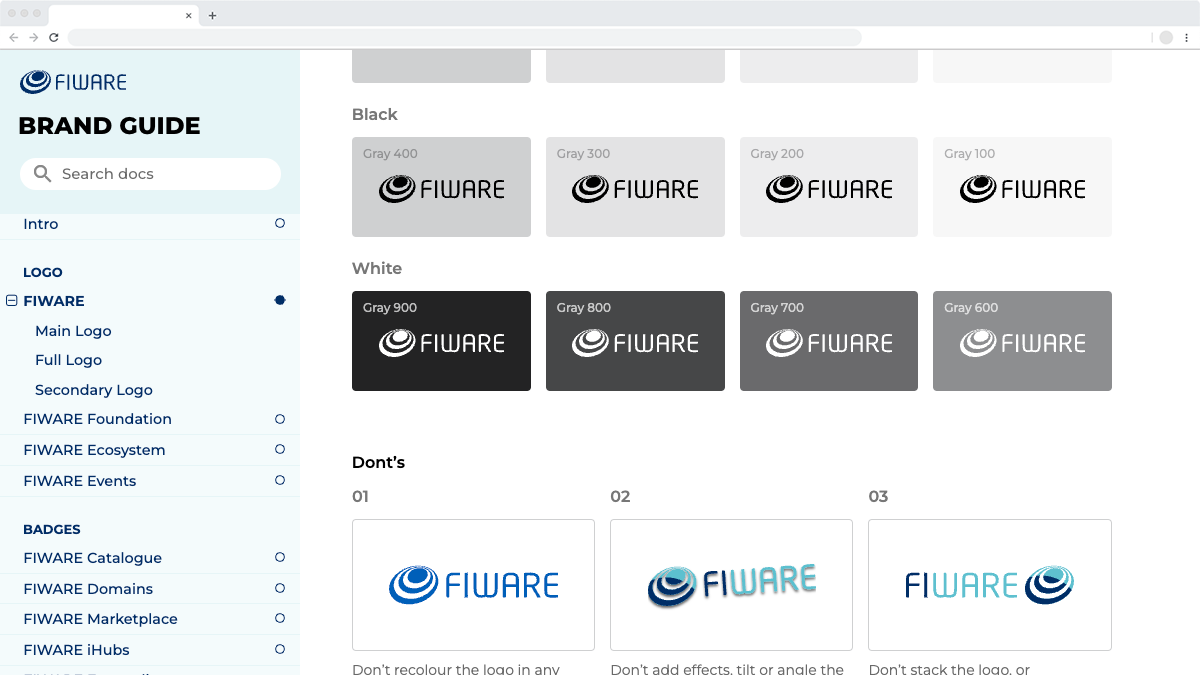 FIWARE
BRAND GUIDE
Search docs
Intro
LOGO
FIWARE
Main Logo
Full Logo
Secondary Logo
FIWARE Foundation
FIWARE Ecosystem
FIWARE Events
BADGES
FIWARE Catalogue
FIWARE Domains
FIWARE Marketplace
FIWARE iHubs
Black
Gray 400
FIWARE
Gray 300
FIWARE
Gray 200
FIWARE
Gray 100
FIWARE
White
Gray 900
FIWARE
Gray 800
FIWARE
Gray 700
FIWARE
Gray 600
FIWARE
Dont's
01
FIWARE
Don't recolour the logo in any
02
FIWARE
Don't add effects, tilt or angle the
03
FIWARE
Don't stack the logo, or